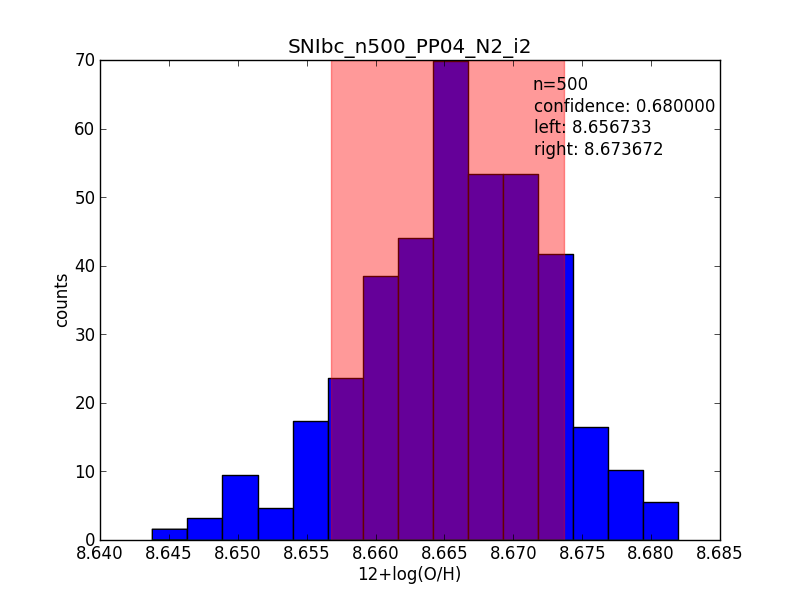 SNIbc_n500_PP04_N2_i2
n=500
confidence: 0.680000
left: 8.656733
right: 8.673672
70
60
50
40
30
20
10
0
counts
8.640 8.645 8.650 8.655 8.660 8.665 8.670 8.675 8.680 8.685
12+log(O/H)